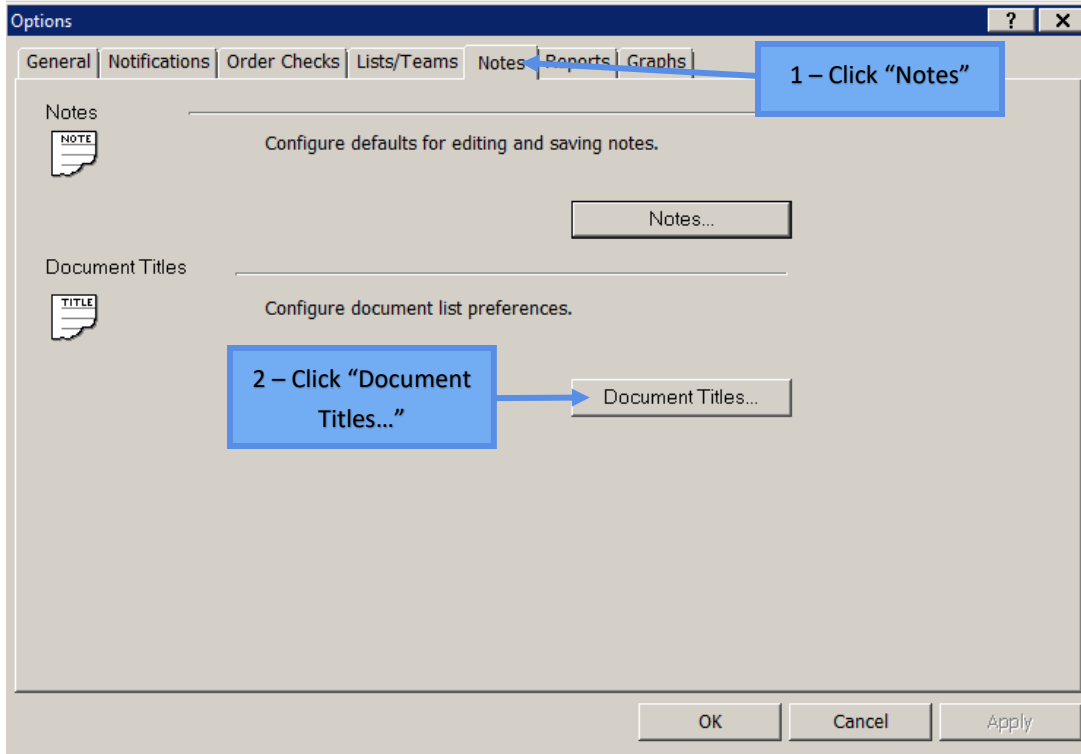 Options
? X
General Notifications Order Checks Lists/Teams Notes Reports Graphs
1 – Click “Notes”
Notes
NOTE
Configure defaults for editing and saving notes.
Notes...
Document Titles
TITLE
Configure document list preferences.
2 – Click “Document
Titles…”
Document Titles...
OK Cancel Apply